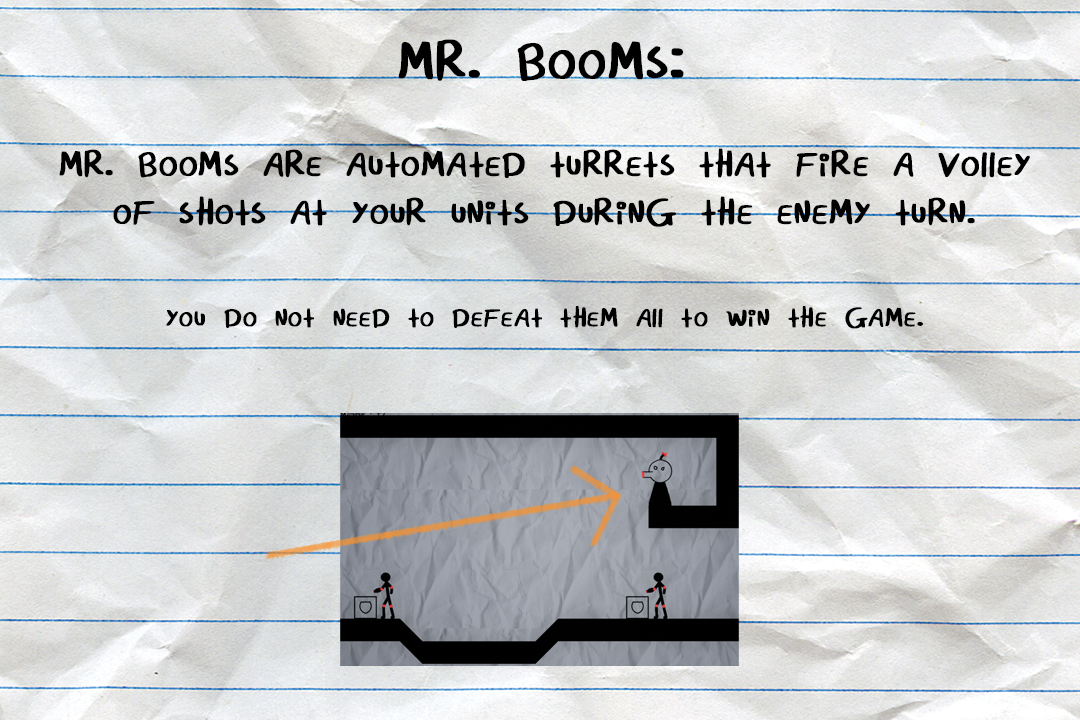 MR. BOOMS:
MR. BOOMS ARE AUTOMATED TURRETS THAT FIRE A VOLLEY
OF SHOTS AT YOUR UNITS DURING THE ENEMY TURN.
YOU DO NOT NEED TO DEFEAT THEM ALL TO WIN THE GAME.